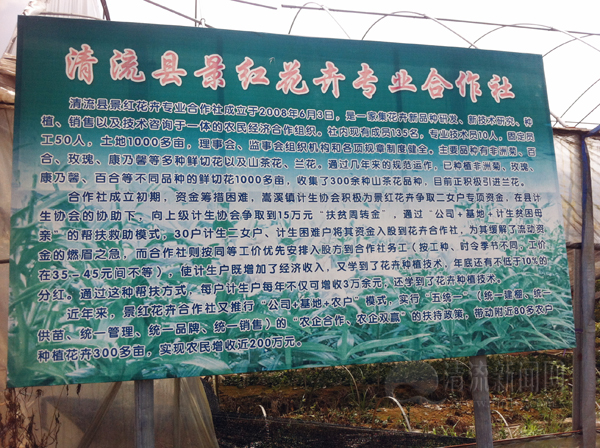 清流县景红花卉专业合作社
清流县景红花卉专业合作社成立于2008年6月3日，是一家集花卉新品种研发、新技术研究、种
植、销售以及技术咨询于一体的农民经济合作组织。社内现有成员135名，专业技术员10人，固定员
工50人，土地1000多亩，理事会、监事会组织机构和各项规章制度健全。主要品种有非洲菊、百
合、玫瑰、康乃馨等多种鲜切花以及山茶花、兰花。通过几年来的规范运作，已种植非洲菊、玫瑰、
康乃馨、百合等不同品种的鲜切花1000多亩，收集了300余种山茶花品种，目前正积极引进兰花。
合作社成立初期，资金筹措困难，嵩溪镇计生协会积极为景红花卉争取二女户专项资金，在县计
生协会的协助下，向上级计生协会争取到15万元“扶贫周转金”，通过“公司+基地+计生贫困母
亲”的帮扶救助模式，30户计生二女户、计生困难户将其资金入股到花卉合作社，为其缓解了流动资
金的燃眉之急，而合作社则按同等工价优先安排入股方到合作社务工（按工种、时令季节不同，工价
在35－45元间不等），使计生户既增加了经济收入，又学到了花卉种植技术，年底还有不低于10%的
分红。通过这种帮扶方式，每户计生户每年不仅可增收3万余元，还学到了花卉种植技术。
近年来，景红花卉合作社又推行“公司+基地+农户”模式，实行“五统一”（统一建棚、统一
供苗、统一管理、统一品牌、统一销售）的“农企合作、农企双赢”的扶持政策，带动附近80多农户
种植花卉300多亩，实现农民增收近200万元。
清流新闻网